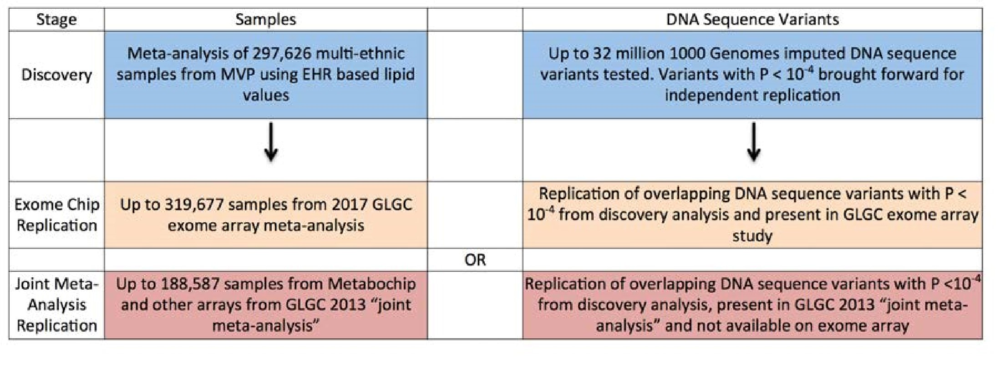 Stage
Samples
DNA Sequence Variants
Discovery
Meta-analysis of 297,626 multi-ethnic
samples from MVP using EHR based lipid
values
Up to 32 million 1000 Genomes imputed DNA sequence
variants tested. Variants with P < 10⁻⁴ brought forward for
independent replication
Exome Chip
Replication
Up to 319,677 samples from 2017 GLGC
exome array meta-analysis
Replication of overlapping DNA sequence variants with P <
10⁻⁴ from discovery analysis and present in GLGC exome array
study
OR
Joint Meta-
Analysis
Replication
Up to 188,587 samples from Metabochip
and other arrays from GLGC 2013 “joint
meta-analysis”
Replication of overlapping DNA sequence variants with P <10⁻⁴
from discovery analysis, present in GLGC 2013 “joint meta-
analysis” and not available on exome array